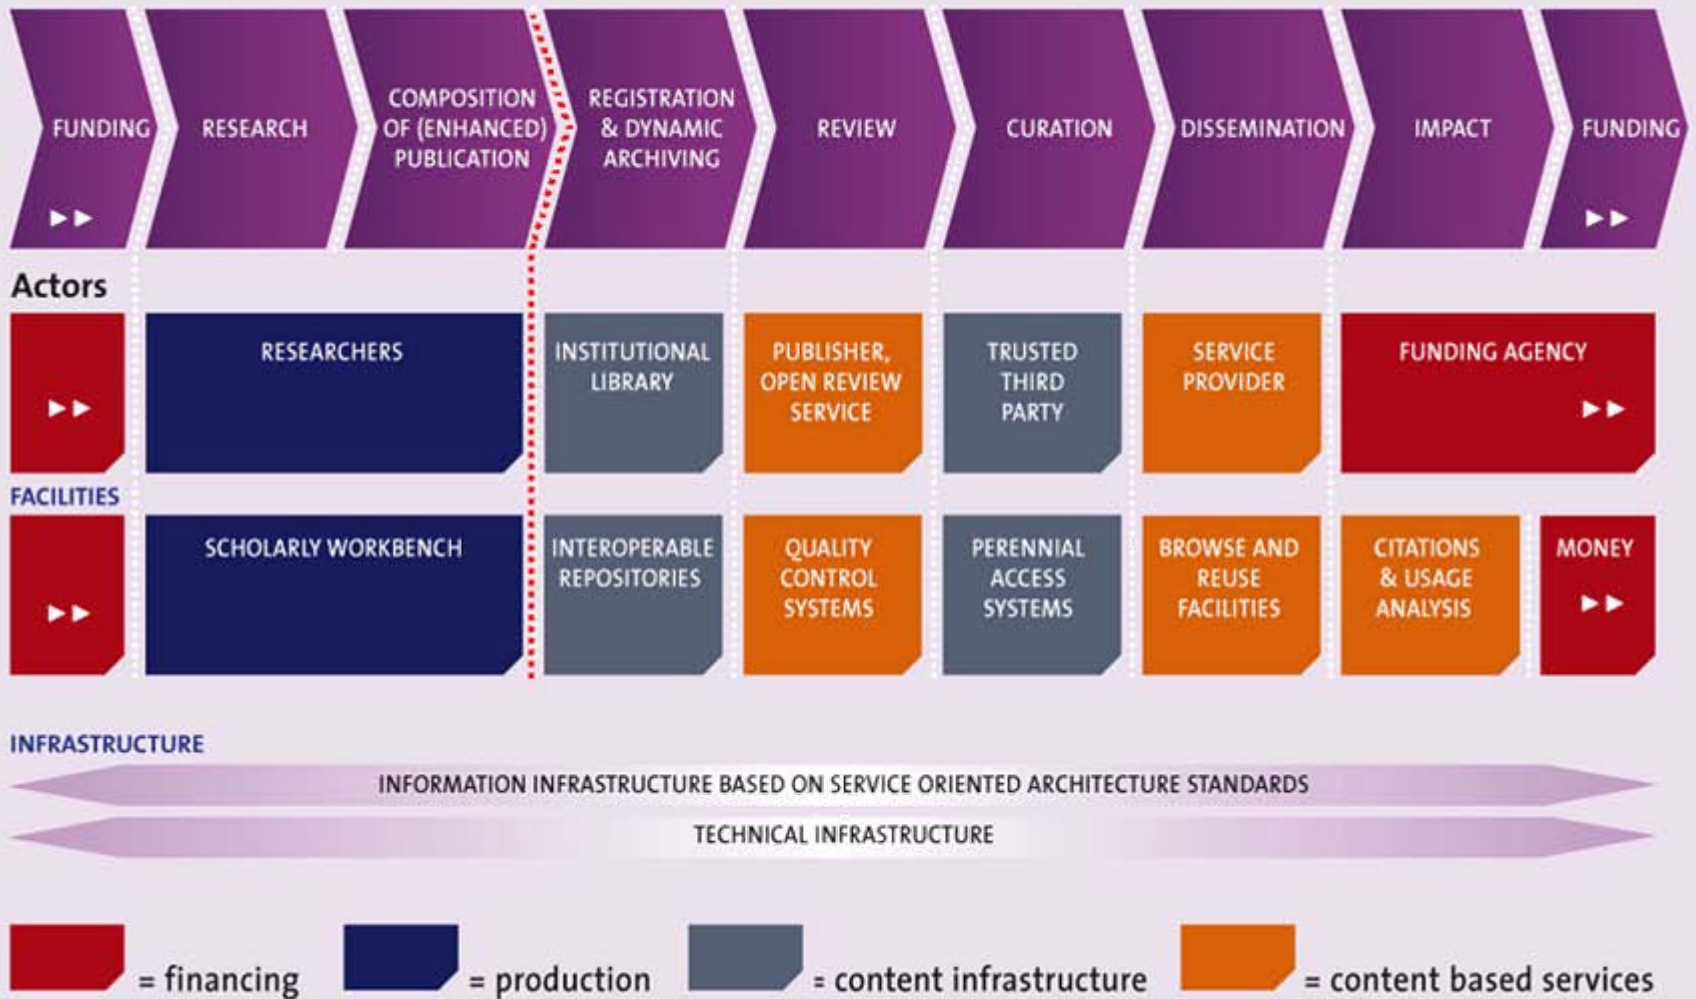 FUNDING
RESEARCH
COMPOSITION
OF (ENHANCED)
PUBLICATION
REGISTRATION
& DYNAMIC
ARCHIVING
REVIEW
CURATION
DISSEMINATION
IMPACT
FUNDING
Actors
RESEARCHERS
INSTITUTIONAL
LIBRARY
PUBLISHER,
OPEN REVIEW
SERVICE
TRUSTED
THIRD
PARTY
SERVICE
PROVIDER
FUNDING AGENCY
FACILITIES
SCHOLARLY WORKBENCH
INTEROPERABLE
REPOSITORIES
QUALITY
CONTROL
SYSTEMS
PERENNIAL
ACCESS
SYSTEMS
BROWSE AND
REUSE
FACILITIES
CITATIONS
& USAGE
ANALYSIS
MONEY
INFRASTRUCTURE
INFORMATION INFRASTRUCTURE BASED ON SERVICE ORIENTED ARCHITECTURE STANDARDS
TECHNICAL INFRASTRUCTURE
= financing
= production
= content infrastructure
= content based services